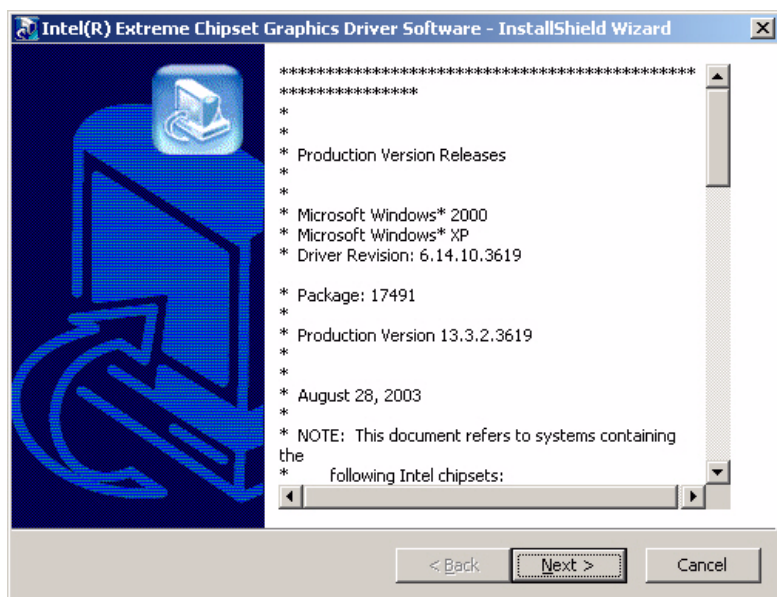 Intel(R) Extreme Chipset Graphics Driver Software - InstallShield Wizard
*********************************************
***************
*
*
* Production Version Releases
*
*
* Microsoft Windows* 2000
* Microsoft Windows* XP
* Driver Revision: 6.14.10.3619
* Package: 17491
*
* Production Version 13.3.2.3619
*
*
* August 28, 2003
*
* NOTE: This document refers to systems containing
the
* following Intel chipsets:
< Back
Next >
Cancel